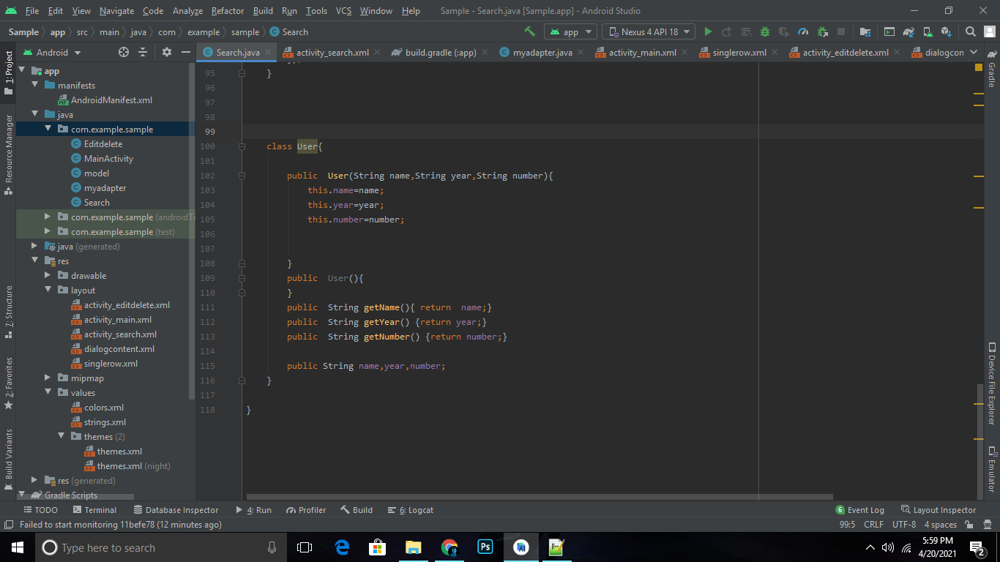 File Edit View Navigate Code Analyze Refactor Build Run Tools VCS Window Help Sample - Search.java [Sample.app] - Android Studio
Sample app src main java com example sample Search app Nexus 4 API 18
Android Search.java activity_search.xml build.gradle (:app) myadapter.java activity_main.xml singlerow.xml activity_editdelete.xml dialogcon
1: Project
Resource Manager
7: Structure
2: Favorites
Build Variants
app
manifests
AndroidManifest.xml
java
com.example.sample
Editdelete
MainActivity
model
myadapter
Search
com.example.sample (androidTe
com.example.sample (test)
java (generated)
res
drawable
layout
activity_editdelete.xml
activity_main.xml
activity_search.xml
dialogcontent.xml
singlerow.xml
mipmap
values
colors.xml
strings.xml
themes (2)
themes.xml
themes.xml (night)
res (generated)
Gradle Scripts
95 }
96
97
98
99
100 class User{
101
102 public  User(String name,String year,String number){
103 this.name=name;
104 this.year=year;
105 this.number=number;
106
107
108 }
109 public  User(){
110 }
111 public  String getName(){ return  name;}
112 public  String getYear() {return year;}
113 public  String getNumber() {return number;}
114
115 public String name,year,number;
116 }
117
118 }
Gradle
Device File Explorer
Emulator
TODO Terminal Database Inspector 4: Run Profiler Build 6: Logcat 6 Event Log Layout Inspector
Failed to start monitoring 11befe78 (12 minutes ago) 99:5 CRLF UTF-8 4 spaces
Type here to search Ps 5:59 PM
4/20/2021 2